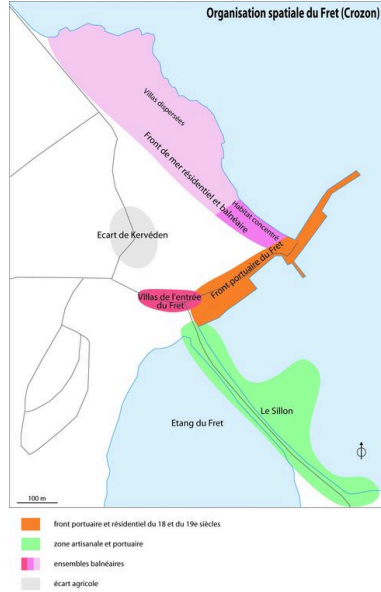 Organisation spatiale du Fret (Crozon)
Villas dispersées
Front de mer résidentiel et balnéaire
Habitat concentré
Ecart de Kervéden
Front portuaire du Fret
VIllas de l'entrée
du Fret
Le Sillon
Etang du Fret
100 m
front portuaire et résidentiel du 18 et du 19e siècles
zone artisanale et portuaire
ensembles balnéaires
écart agricole